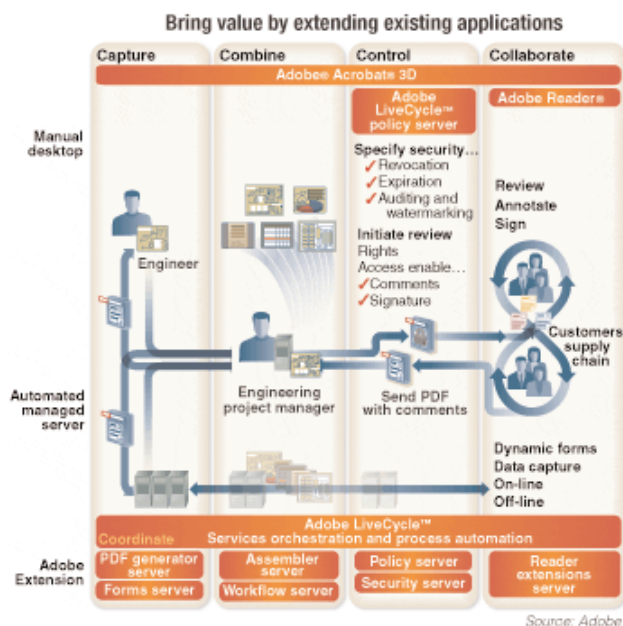 Bring value by extending existing applications
Capture
Combine
Control
Collaborate
Adobe® Acrobat® 3D
Adobe
LiveCycle™
policy server
Adobe Reader®
Manual
desktop
Specify security…
✓Revocation
✓Expiration
✓Auditing and
watermarking
Initiate review
Rights
Access enable…
✓Comments
✓Signature
Review
Annotate
Sign
Engineer
Customers
supply
chain
Engineering
project manager
Send PDF
with comments
Automated
managed
server
Dynamic forms
Data capture
On-line
Off-line
Adobe LiveCycle™
Coordinate
Services orchestration and process automation
Adobe
Extension
PDF generator
server
Forms server
Assembler
server
Workflow server
Policy server
Security server
Reader
extensions
server
Source: Adobe